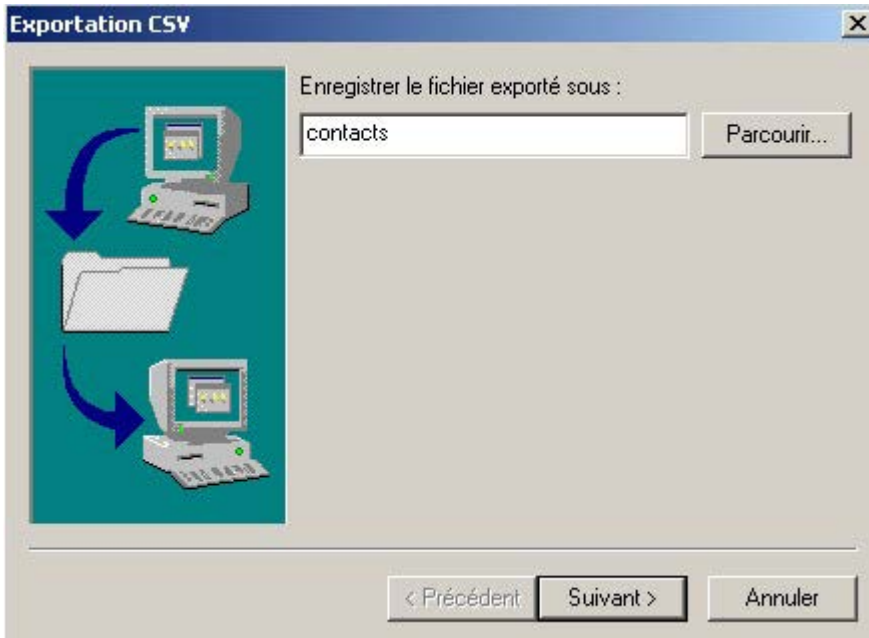 Exportation CSV
Enregistrer le fichier exporté sous :
contacts
Parcourir...
< Précédent
Suivant >
Annuler